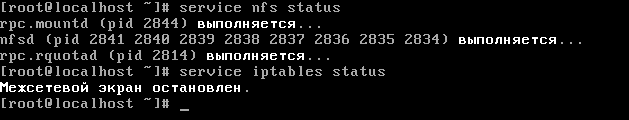 [root@localhost ~]# service nfs status
rpc.mountd (pid 2844) выполняется...
nfsd (pid 2841 2840 2839 2838 2837 2836 2835 2834) выполняется...
rpc.rquotad (pid 2814) выполняется...
[root@localhost ~]# service iptables status
Межсетевой экран остановлен.
[root@localhost ~]# _